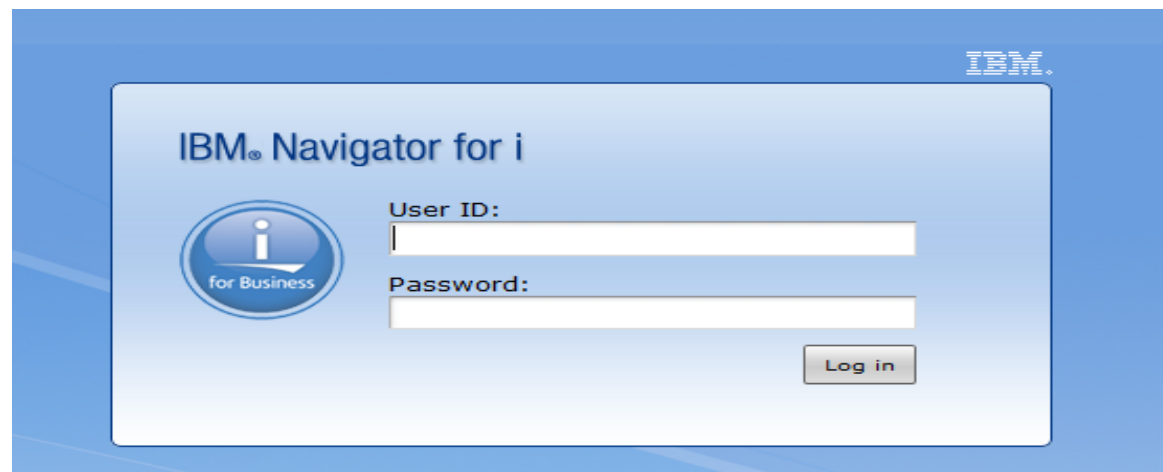 IBM®
IBM® Navigator for i
User ID:
i
for Business
Password:
Log in